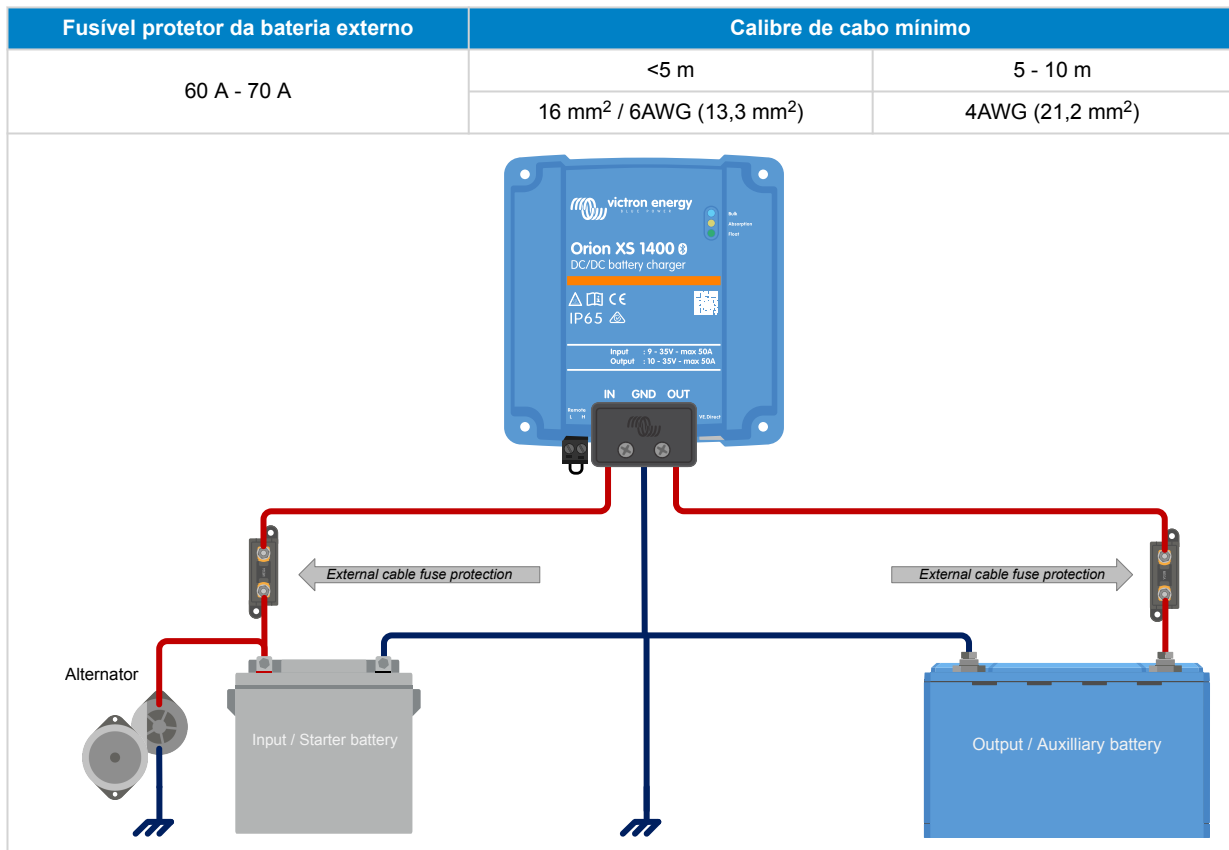 Fusível protetor da bateria externo
Calibre de cabo mínimo
60 A - 70 A
<5 m
5 - 10 m
16 mm² / 6AWG (13,3 mm²)
4AWG (21,2 mm²)
victron energy
BLUE POWER
Bulk
Absorption
Float
Orion XS 1400
DC/DC battery charger
CE
IP65
Input : 9 - 35V - max 50A
Output : 10 - 35V - max 50A
IN GND OUT
Remote
L H
VE.Direct
External cable fuse protection
External cable fuse protection
Alternator
Input / Starter battery
Output / Auxilliary battery